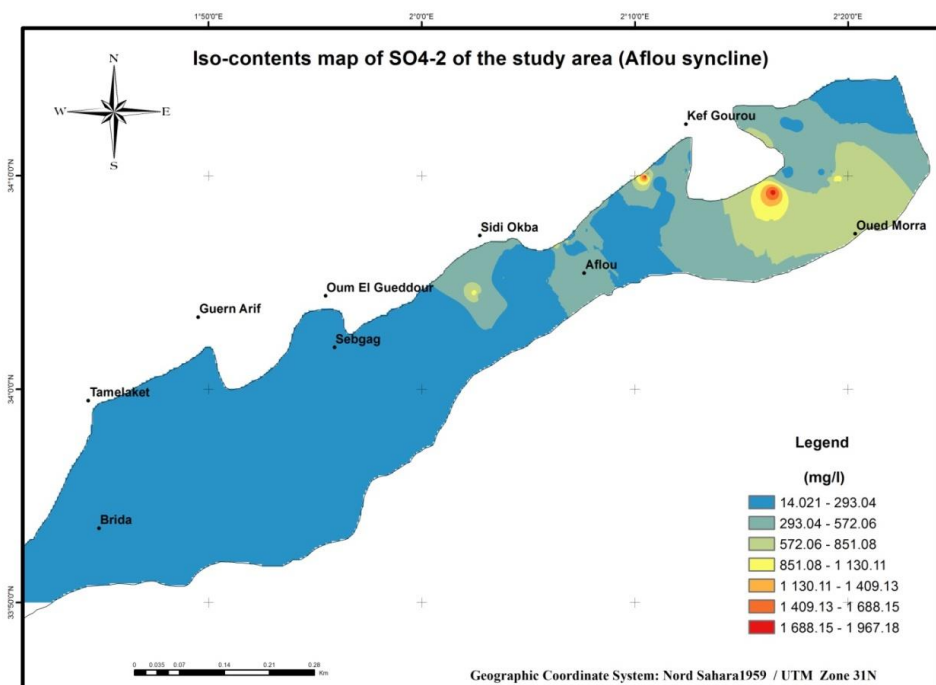 1°50'0"E 2°0'0"E 2°10'0"E 2°20'0"E
Iso-contents map of SO4-2 of the study area (Aflou syncline)
N
W E
S
Kef Gourou
34°10'0"N
Sidi Okba
Oued Morra
Aflou
Oum El Gueddour
Guern Arif
Sebgag
34°0'0"N
Tamelaket
Legend
(mg/l)
14.021 - 293.04
293.04 - 572.06
572.06 - 851.08
851.08 - 1 130.11
1 130.11 - 1 409.13
1 409.13 - 1 688.15
1 688.15 - 1 967.18
Brida
33°50'0"N
0 0.035 0.07 0.14 0.21 0.28
Km
Geographic Coordinate System: Nord Sahara1959 / UTM Zone 31N